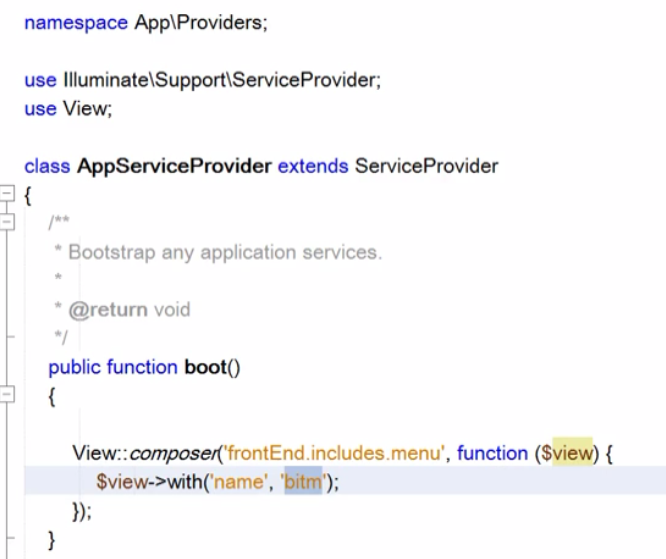 namespace App\Providers;
use Illuminate\Support\ServiceProvider;
use View;
class AppServiceProvider extends ServiceProvider
{
/**
* Bootstrap any application services.
*
* @return void
*/
public function boot()
{
View::composer('frontEnd.includes.menu', function ($view) {
$view->with('name', 'bitm');
});
}